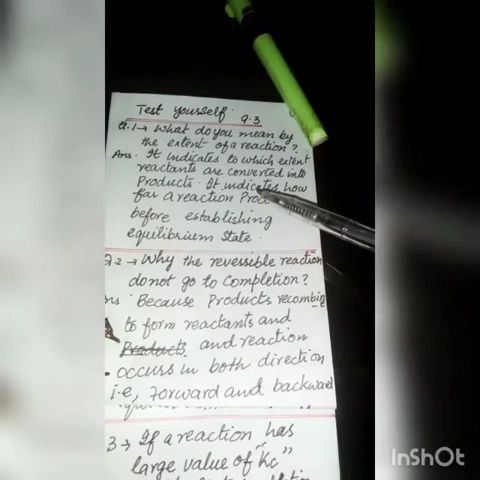 Test yourself 9.3
Q.1→ What do you mean by
the extent of a reaction?
Ans. It indicates to which extent
reactants are converted into
Products. It indicates how
far a reaction
before establishing
equilibrium State.
2→ Why the reversible reaction
do not go to Completion?
ns. Because Products recombine
to form reactants and
Products and reaction
occurs in both direction
i.e, Forward and backward
3→ If a reaction has
large value of "Kc"
InShOt